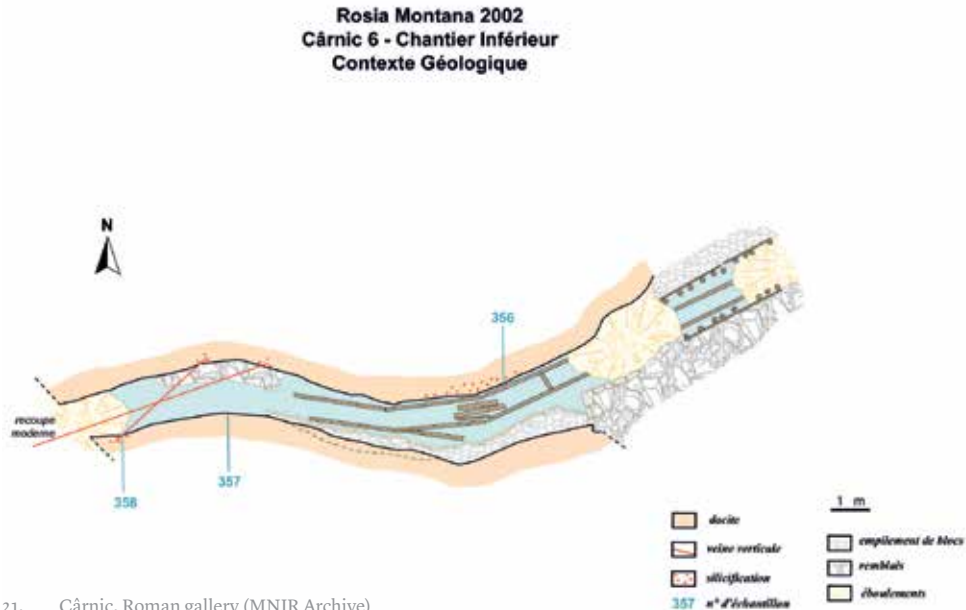 Rosia Montana 2002
Cârnic 6 - Chantier Inférieur
Contexte Géologique
N
356
recoupe
moderne
357
358
1 m
dacite
veine verticale
silicification
357 n° d'échantillon
empilement de blocs
remblais
éboulements
21. Cârnic. Roman gallery (MNIR Archive)